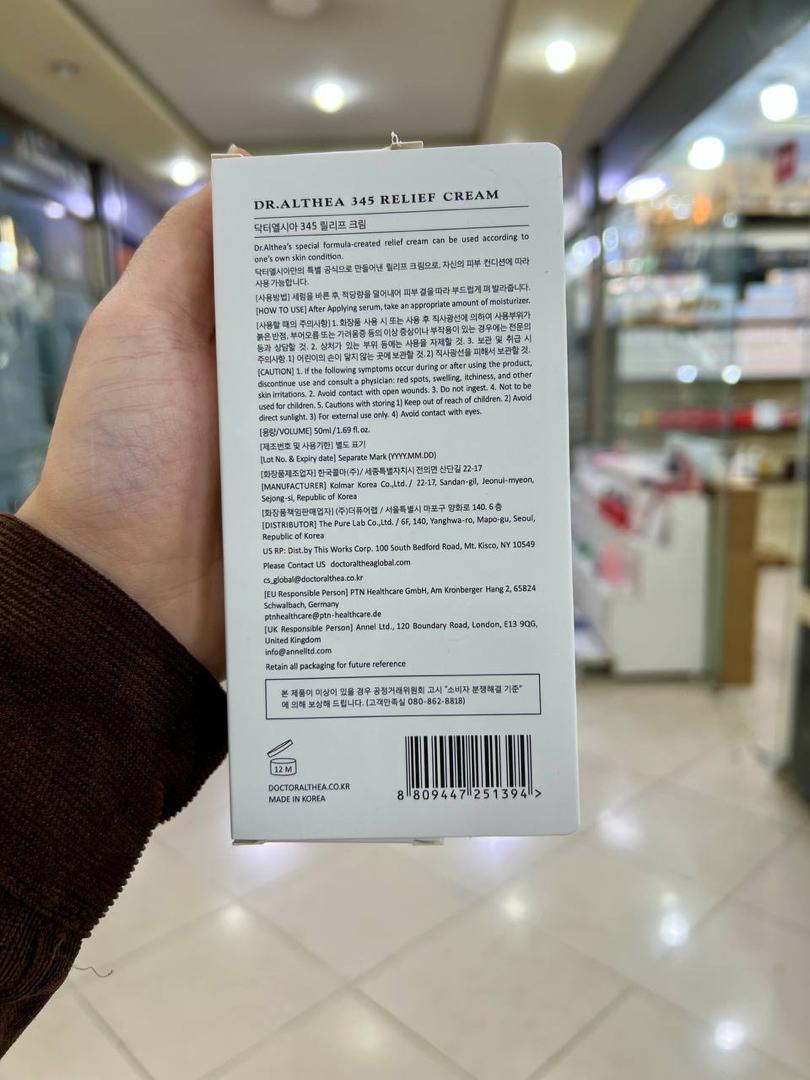 DR.ALTHEA 345 RELIEF CREAM
닥터엘시아 345 릴리프 크림
Dr.Althea's special formula-created relief cream can be used according to
one's own skin condition.
닥터엘시아만의 특별 공식으로 만들어낸 릴리프 크림으로, 자신의 피부 컨디션에 따라
사용 가능합니다.
[사용방법] 세럼을 바른 후, 적당량을 덜어내어 피부 결을 따라 부드럽게 펴 발라줍니다.
[HOW TO USE] After Applying serum, take an appropriate amount of moisturizer.
[사용할 때의 주의사항] 1. 화장품 사용 시 또는 사용 후 직사광선에 의하여 사용부위가
붉은 반점, 부어오름 또는 가려움증 등의 이상 증상이나 부작용이 있는 경우에는 전문의
등과 상담할 것. 2. 상처가 있는 부위 등에는 사용을 자제할 것. 3. 보관 및 취급 시
주의사항. 1) 어린이의 손이 닿지 않는 곳에 보관할 것. 2) 직사광선을 피해서 보관할 것.
[CAUTION] 1. If the following symptoms occur during or after using the product,
discontinue use and consult a physician: red spots, swelling, itchiness, and other
skin irritations. 2. Avoid contact with open wounds. 3. Do not ingest. 4. Not to be
used for children. 5. Cautions with storing 1) Keep out of reach of children. 2) Avoid
direct sunlight. 3) For external use only. 4) Avoid contact with eyes.
[용량/VOLUME] 50ml/1.69 fl. oz.
[제조번호 및 사용기한] 별도 표기
[Lot No. & Expiry date] Separate Mark (YYYY.MM.DD)
[화장품제조업자] 한국콜마(주)/ 세종특별자치시 전의면 산단길 22-17
[MANUFACTURER] Kolmar Korea Co.,Ltd. / 22-17, Sandan-gil, Jeonui-myeon,
Sejong-si, Republic of Korea
[화장품책임판매업자] (주)더퓨어랩 / 서울특별시 마포구 양화로 140. 6 층
[DISTRIBUTOR] The Pure Lab Co.,Ltd. / 6F, 140, Yanghwa-ro, Mapo-gu, Seoul,
Republic of Korea
US RP: Dist.by This Works Corp. 100 South Bedford Road, Mt. Kisco, NY 10549
Please Contact US doctoraltheaglobal.com
cs_global@doctoralthea.co.kr
[EU Responsible Person] PTN Healthcare GmbH, Am Kronberger Hang 2, 65824
Schwalbach, Germany
ptnhealthcare@ptn-healthcare.de
[UK Responsible Person] Annel Ltd., 120 Boundary Road, London, E13 9QG,
United Kingdom
info@annelltd.com
Retain all packaging for future reference
본 제품이 이상이 있을 경우 공정거래위원회 고시 "소비자 분쟁해결 기준"
에 의해 보상해 드립니다. (고객만족실 080-862-8818)
12 M
DOCTORALTHEA.CO.KR
MADE IN KOREA
8 809447 251394 >